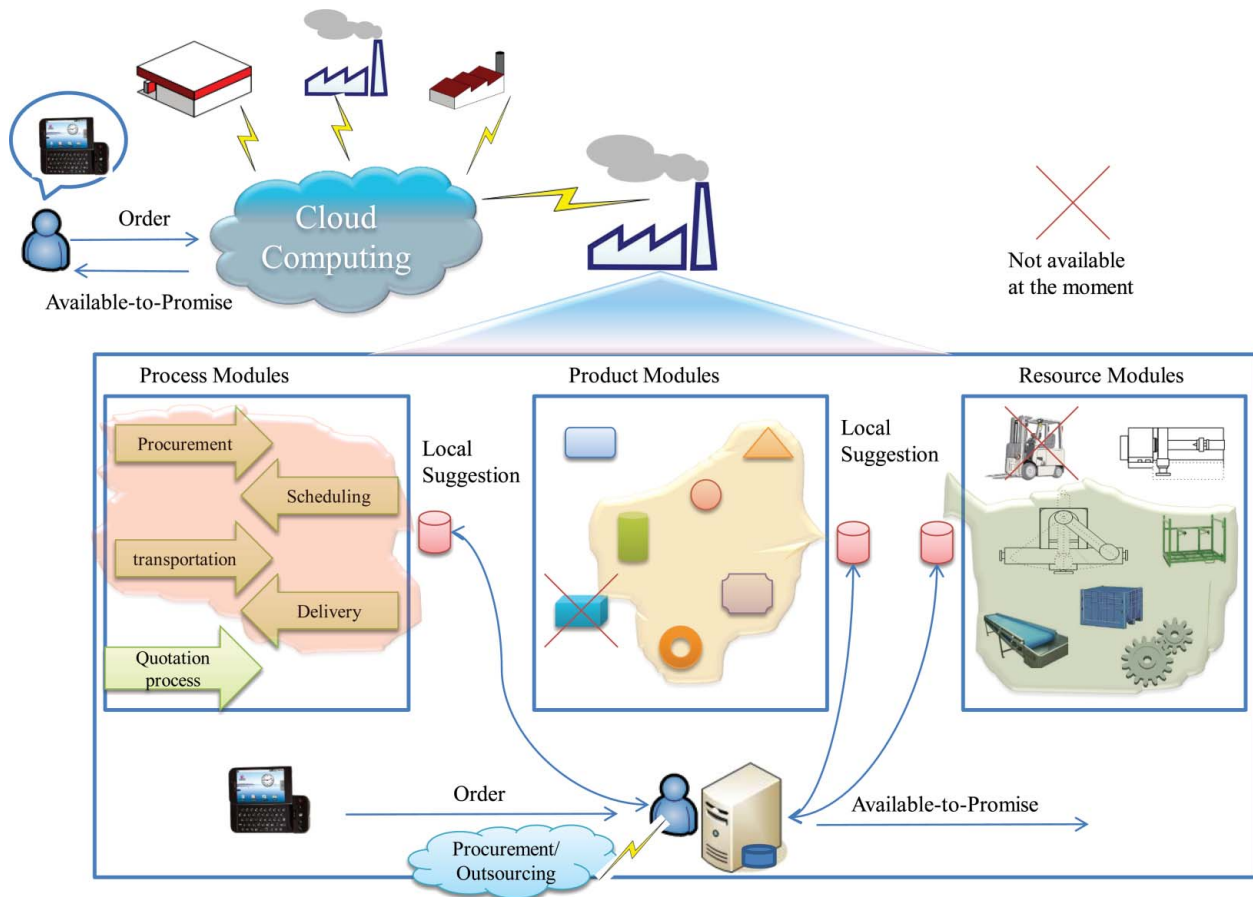 Order
Cloud
Computing
Available-to-Promise
Not available
at the moment
Process Modules
Product Modules
Resource Modules
Procurement
Scheduling
transportation
Delivery
Quotation
process
Local
Suggestion
Local
Suggestion
Order
Available-to-Promise
Procurement/
Outsourcing